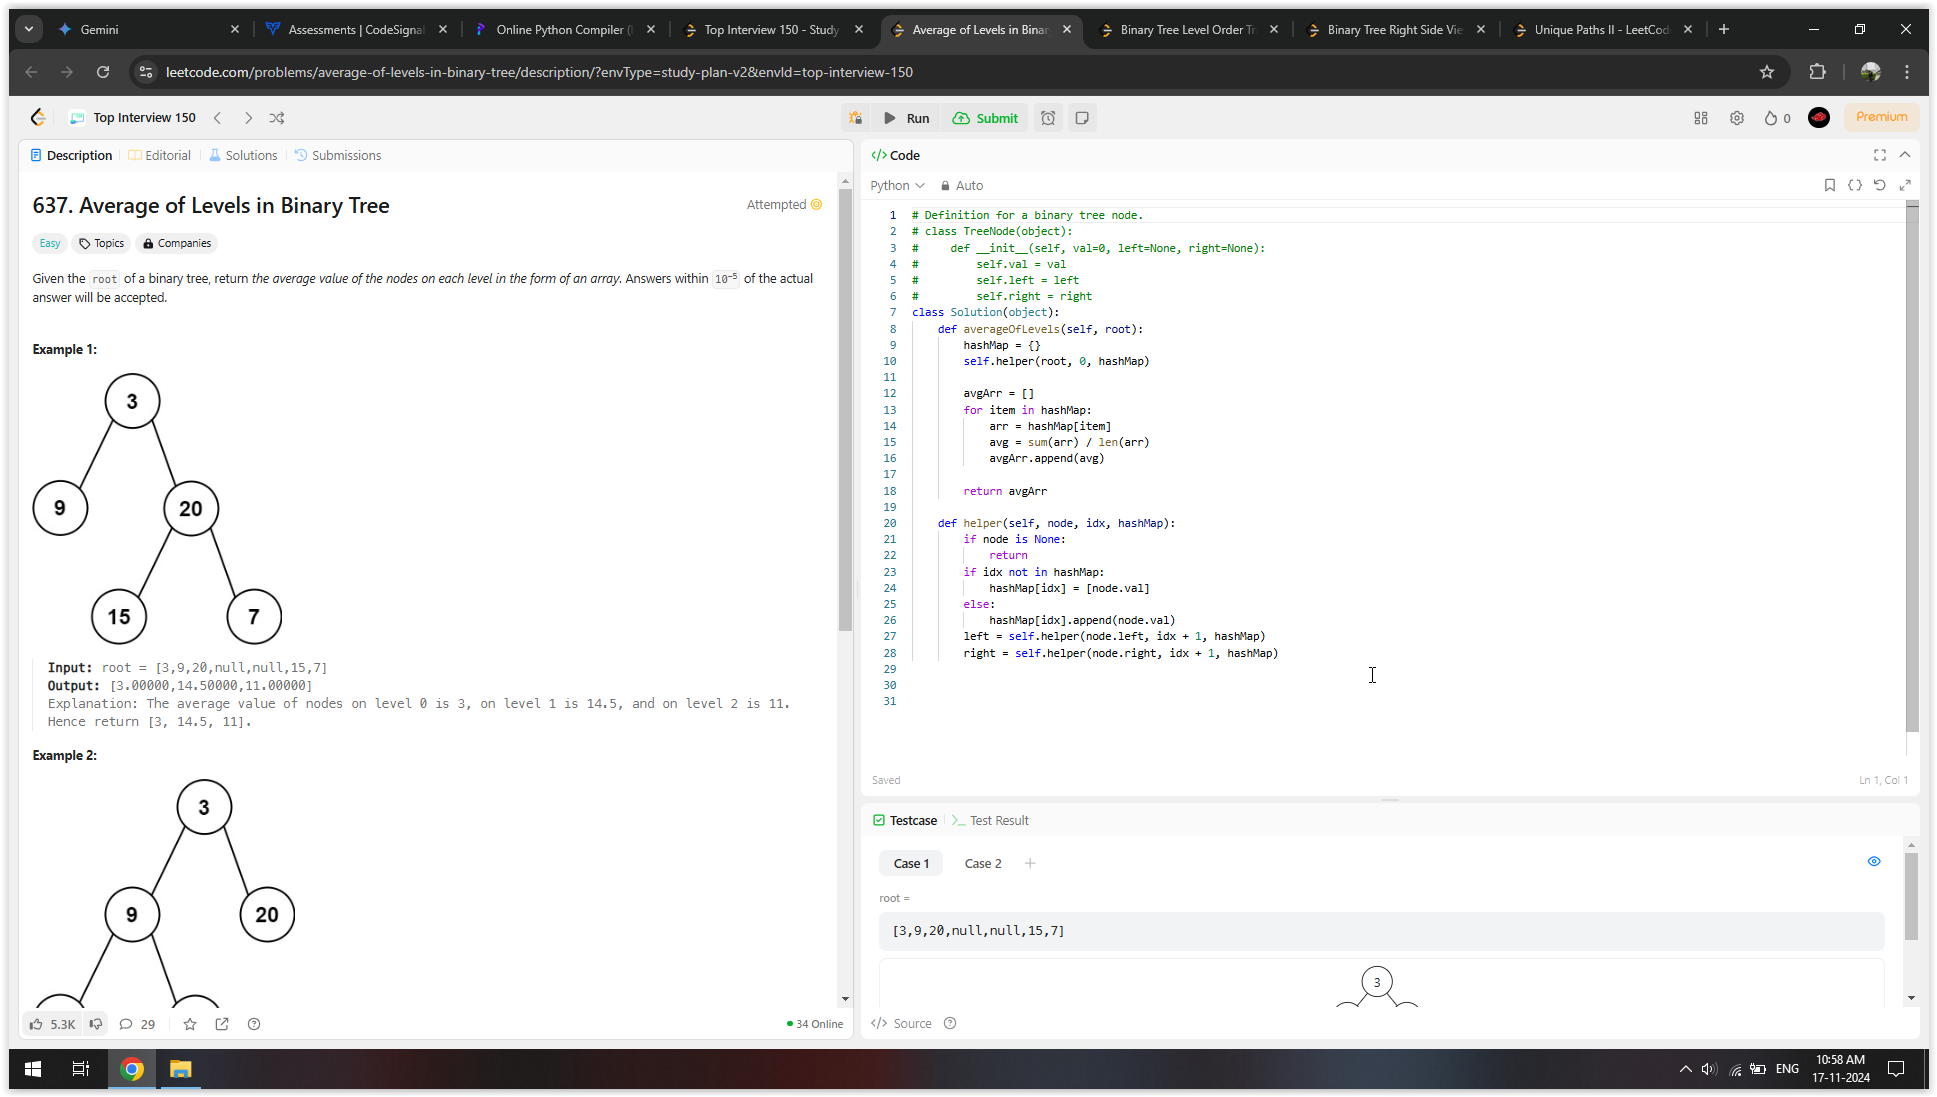 Gemini
Assessments | CodeSignal
Online Python Compiler (
Top Interview 150 - Study
Average of Levels in Binar
Binary Tree Level Order Tr
Binary Tree Right Side Vie
Unique Paths II - LeetCod
leetcode.com/problems/average-of-levels-in-binary-tree/description/?envType=study-plan-v2&envId=top-interview-150
Top Interview 150
Run
Submit
0
Premium
Description
Editorial
Solutions
Submissions
637. Average of Levels in Binary Tree
Attempted
Easy
Topics
Companies
Given the root of a binary tree, return the average value of the nodes on each level in the form of an array. Answers within 10⁻⁵ of the actual
answer will be accepted.
Example 1:
3
9
20
15
7
Input: root = [3,9,20,null,null,15,7]
Output: [3.00000,14.50000,11.00000]
Explanation: The average value of nodes on level 0 is 3, on level 1 is 14.5, and on level 2 is 11.
Hence return [3, 14.5, 11].
Example 2:
3
9
20
5.3K
29
34 Online
</> Code
Python
Auto
1 # Definition for a binary tree node.
2 # class TreeNode(object):
3 #     def __init__(self, val=0, left=None, right=None):
4 #         self.val = val
5 #         self.left = left
6 #         self.right = right
7 class Solution(object):
8     def averageOfLevels(self, root):
9         hashMap = {}
10         self.helper(root, 0, hashMap)
11
12         avgArr = []
13         for item in hashMap:
14             arr = hashMap[item]
15             avg = sum(arr) / len(arr)
16             avgArr.append(avg)
17
18         return avgArr
19
20     def helper(self, node, idx, hashMap):
21         if node is None:
22             return
23         if idx not in hashMap:
24             hashMap[idx] = [node.val]
25         else:
26             hashMap[idx].append(node.val)
27         left = self.helper(node.left, idx + 1, hashMap)
28         right = self.helper(node.right, idx + 1, hashMap)
29
30
31
Saved
Ln 1, Col 1
Testcase
Test Result
Case 1
Case 2
root =
[3,9,20,null,null,15,7]
3
</> Source
ENG
10:58 AM
17-11-2024